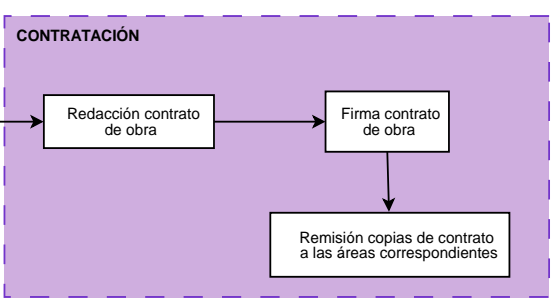 CONTRATACIÓN
Redacción contrato
de obra
Firma contrato
de obra
Remisión copias de contrato
a las áreas correspondientes